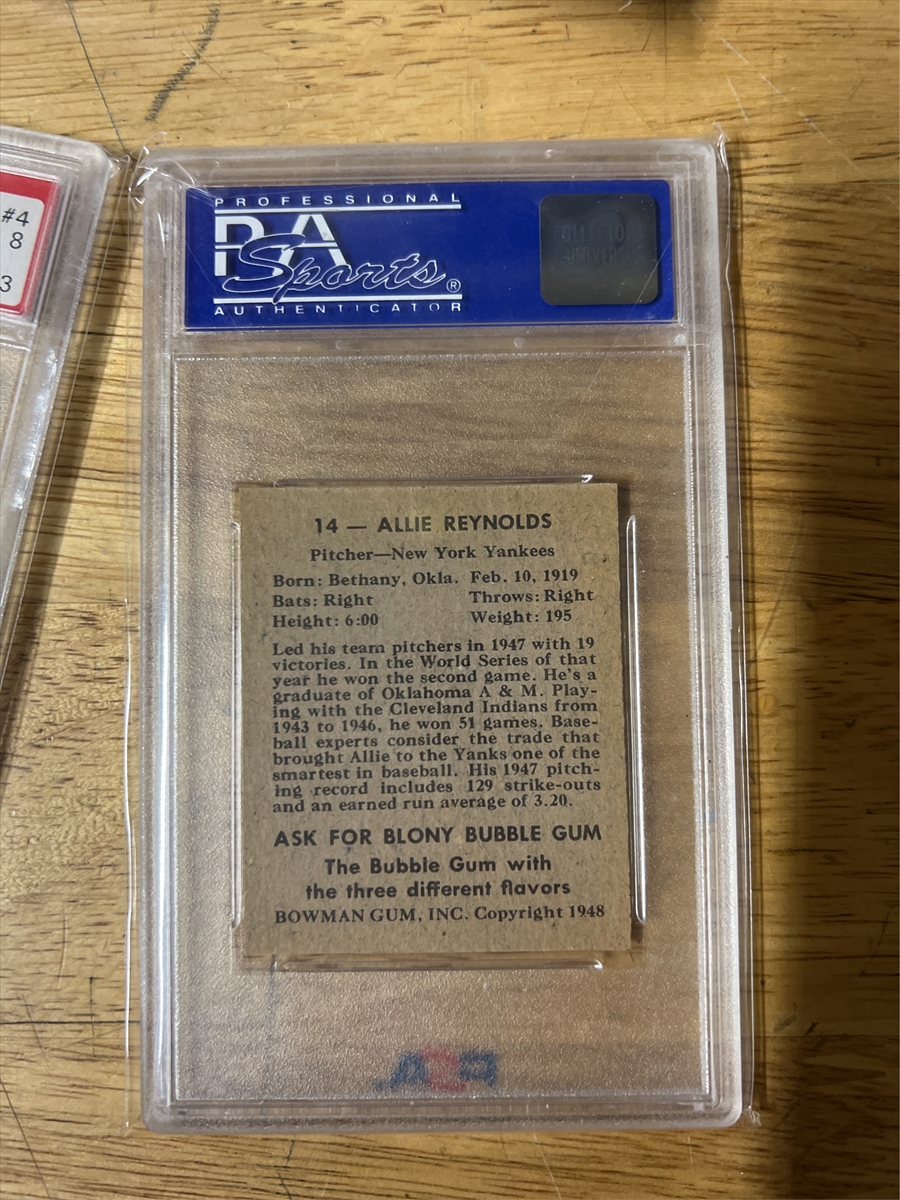 #4
8
3
PROFESSIONAL
PSA
Sports®
AUTHENTICATOR
14 — ALLIE REYNOLDS
Pitcher—New York Yankees
Born: Bethany, Okla. Feb. 10, 1919
Bats: Right Throws: Right
Height: 6:00 Weight: 195
Led his team pitchers in 1947 with 19
victories. In the World Series of that
year he won the second game. He's a
graduate of Oklahoma A & M. Play-
ing with the Cleveland Indians from
1943 to 1946, he won 51 games. Base-
ball experts consider the trade that
brought Allie to the Yanks one of the
smartest in baseball. His 1947 pitch-
ing record includes 129 strike-outs
and an earned run average of 3.20.
ASK FOR BLONY BUBBLE GUM
The Bubble Gum with
the three different flavors
BOWMAN GUM, INC. Copyright 1948
PSA